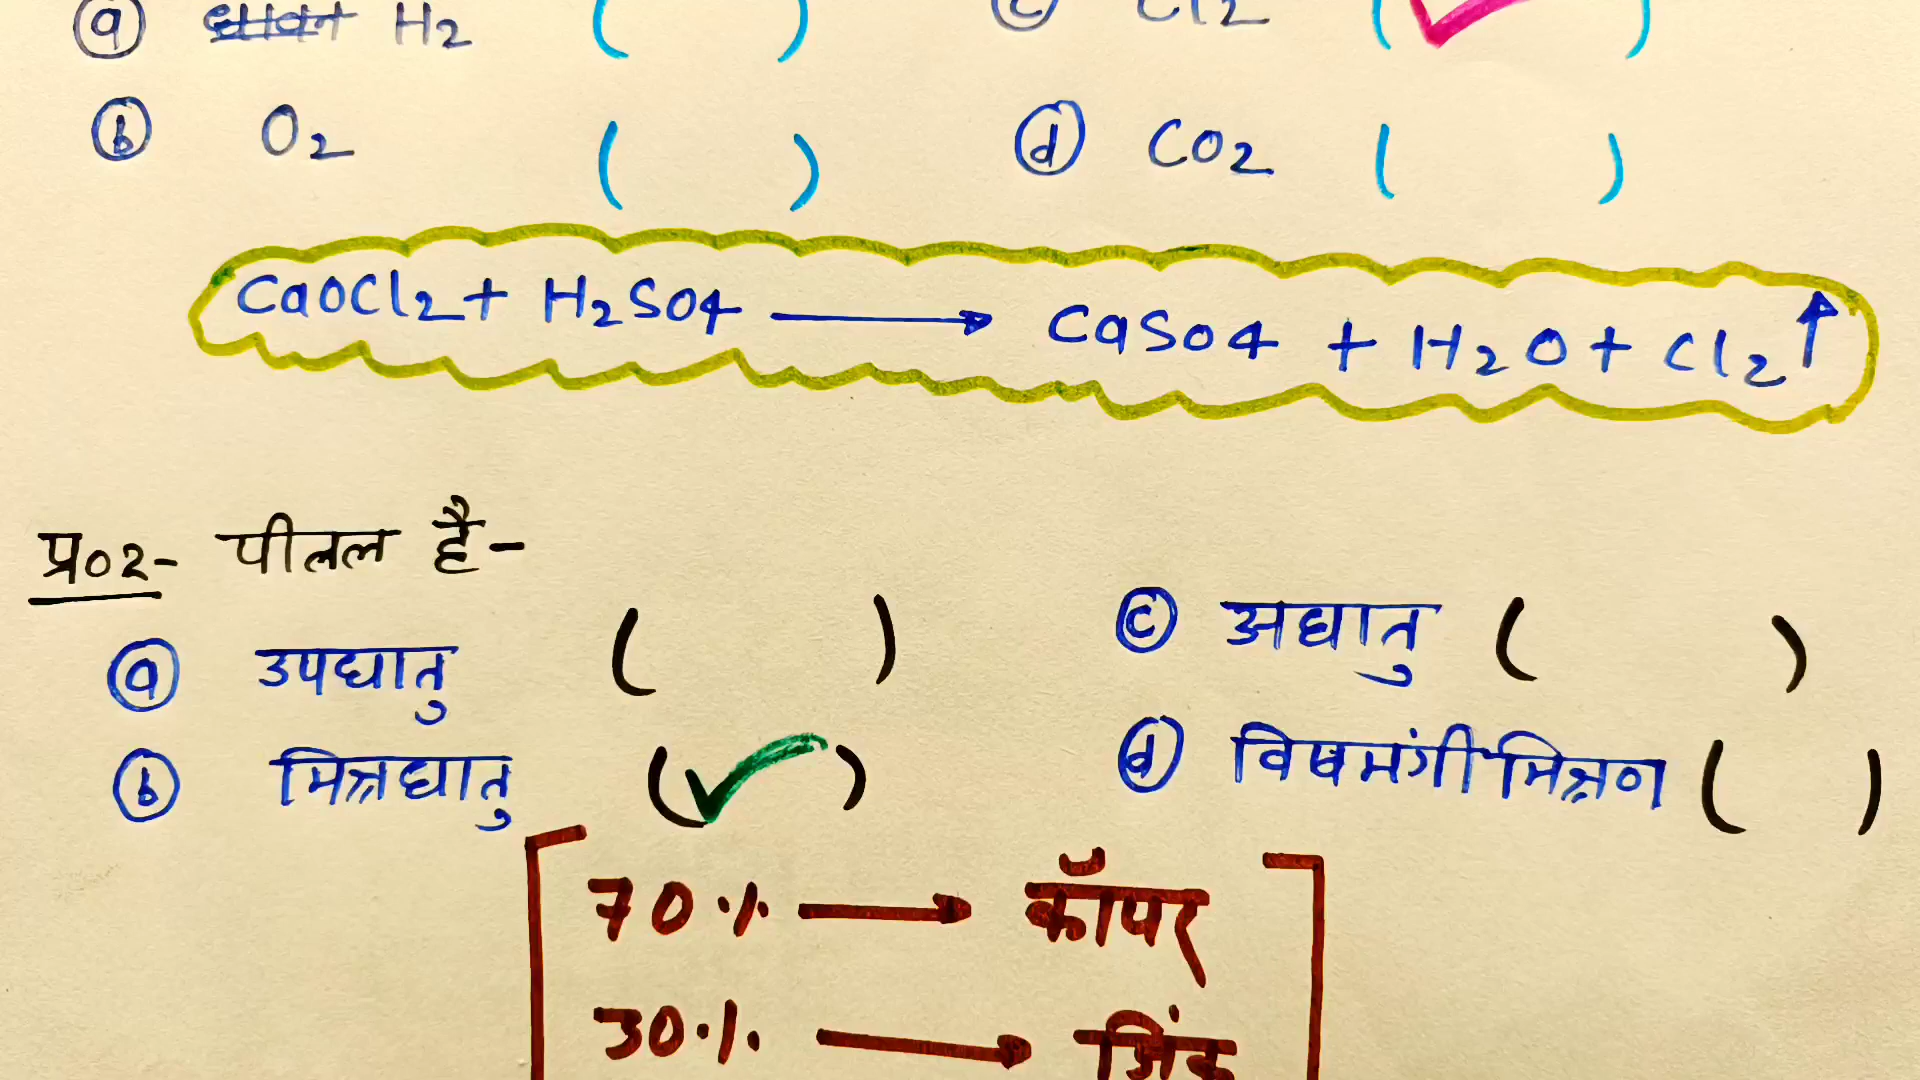 (a) H2 ( ) (c) Cl2 (✓)
(b) O2 ( ) (d) CO2 ( )
CaOCl2 + H2SO4 ⟶ CaSO4 + H2O + Cl2↑
प्र०2- पीतल है-
(a) उपधातु ( ) (c) अधातु ( )
(b) मिश्रधातु (✓) (d) विषमांगी मिश्रण ( )
70% ⟶ कॉपर
30% ⟶ जिंक